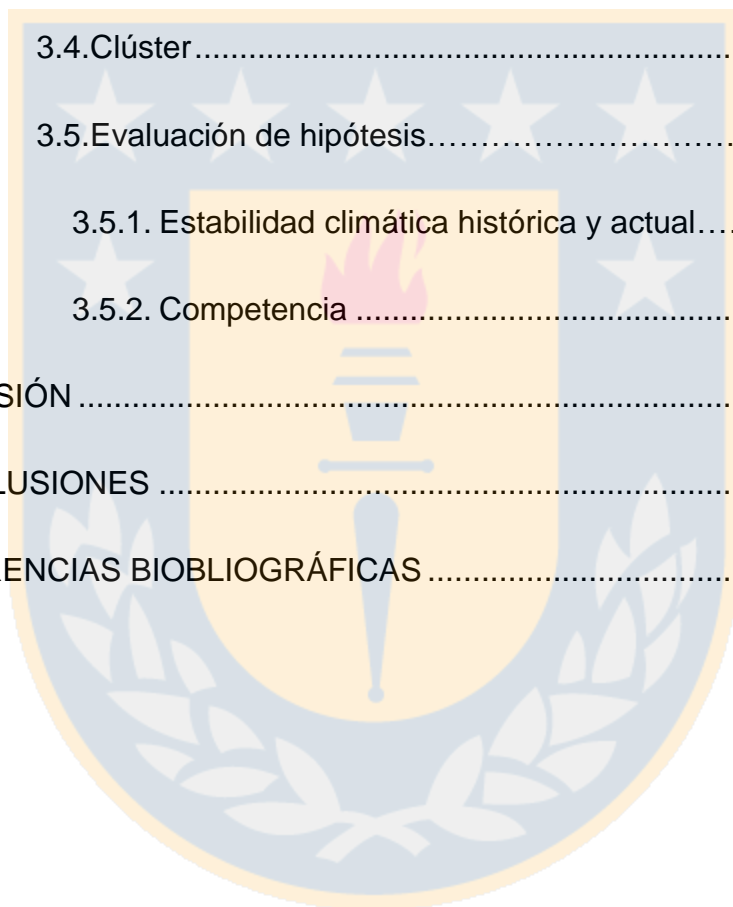 3.4.Clúster..............................................................
3.5.Evaluación de hipótesis……………………………….
3.5.1. Estabilidad climática histórica y actual…..
3.5.2. Competencia ...........................................
SIÓN ...........................................................................
LUSIONES ..................................................................
RENCIAS BIOBLIOGRÁFICAS ...................................